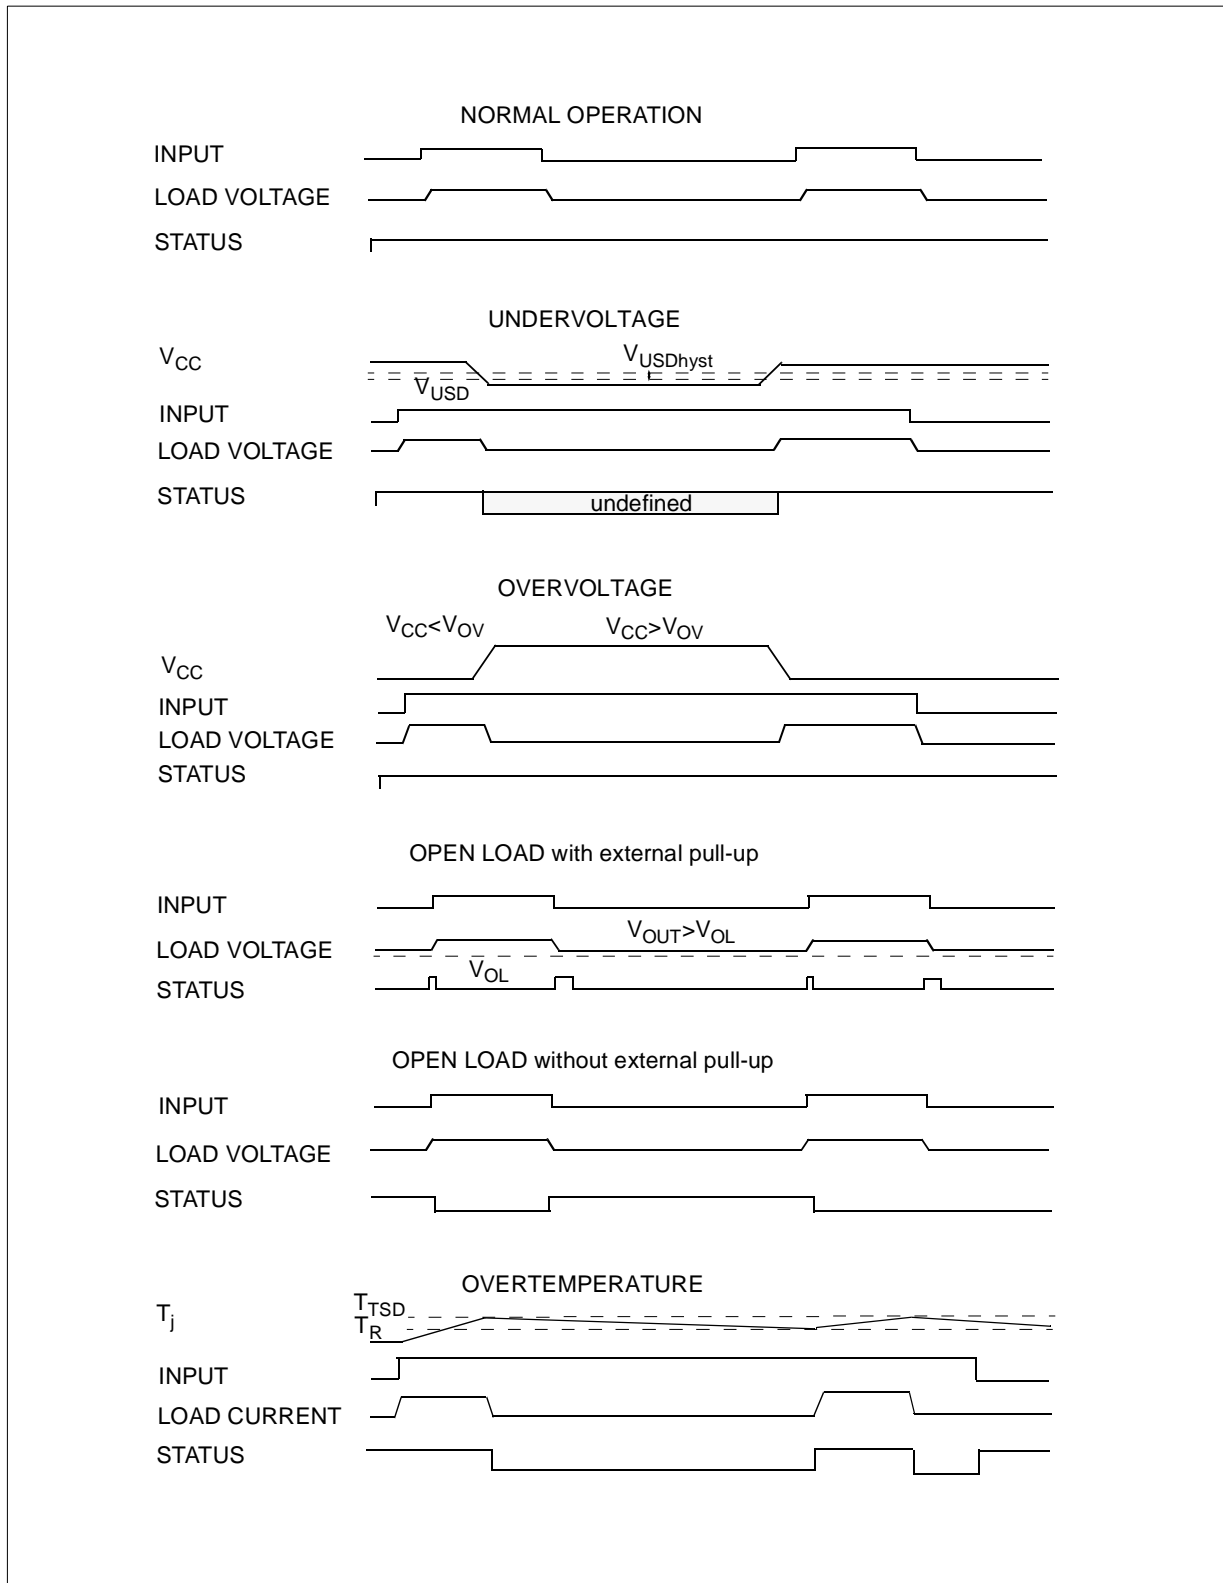 NORMAL OPERATION
INPUT
LOAD VOLTAGE
STATUS
UNDERVOLTAGE
VCC
VUSDhyst
VUSD
INPUT
LOAD VOLTAGE
STATUS
undefined
OVERVOLTAGE
VCC<VOV
VCC>VOV
VCC
INPUT
LOAD VOLTAGE
STATUS
OPEN LOAD with external pull-up
INPUT
VOUT>VOL
LOAD VOLTAGE
VOL
STATUS
OPEN LOAD without external pull-up
INPUT
LOAD VOLTAGE
STATUS
OVERTEMPERATURE
Tj
TTSD
TR
INPUT
LOAD CURRENT
STATUS